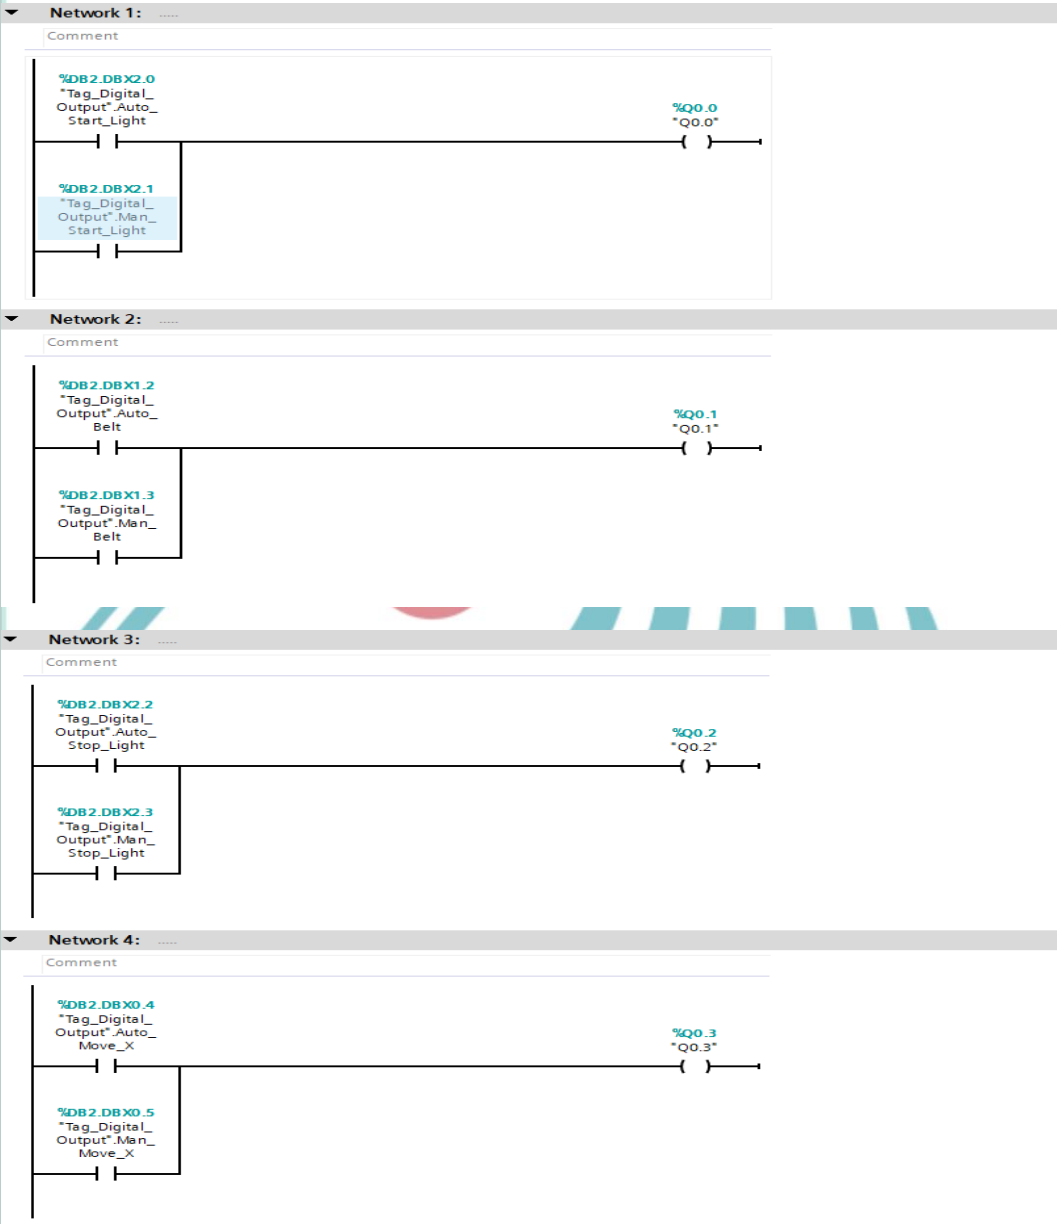 Network 1: .....
Comment
%DB2.DBX2.0
"Tag_Digital_
Output".Auto_
Start_Light
%Q0.0
"Q0.0"
%DB2.DBX2.1
"Tag_Digital_
Output".Man_
Start_Light
Network 2: .....
Comment
%DB2.DBX1.2
"Tag_Digital_
Output".Auto_
Belt
%Q0.1
"Q0.1"
%DB2.DBX1.3
"Tag_Digital_
Output".Man_
Belt
Network 3: .....
Comment
%DB2.DBX2.2
"Tag_Digital_
Output".Auto_
Stop_Light
%Q0.2
"Q0.2"
%DB2.DBX2.3
"Tag_Digital_
Output".Man_
Stop_Light
Network 4: .....
Comment
%DB2.DBX0.4
"Tag_Digital_
Output".Auto_
Move_X
%Q0.3
"Q0.3"
%DB2.DBX0.5
"Tag_Digital_
Output".Man_
Move_X